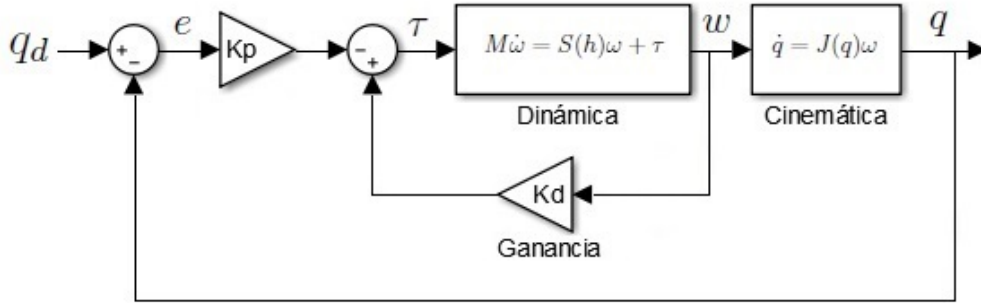 q_d
+
−
e
Kp
−
+
τ
Mω̇ = S(h)ω + τ
Dinámica
w
q̇ = J(q)ω
Cinemática
q
Kd
Ganancia